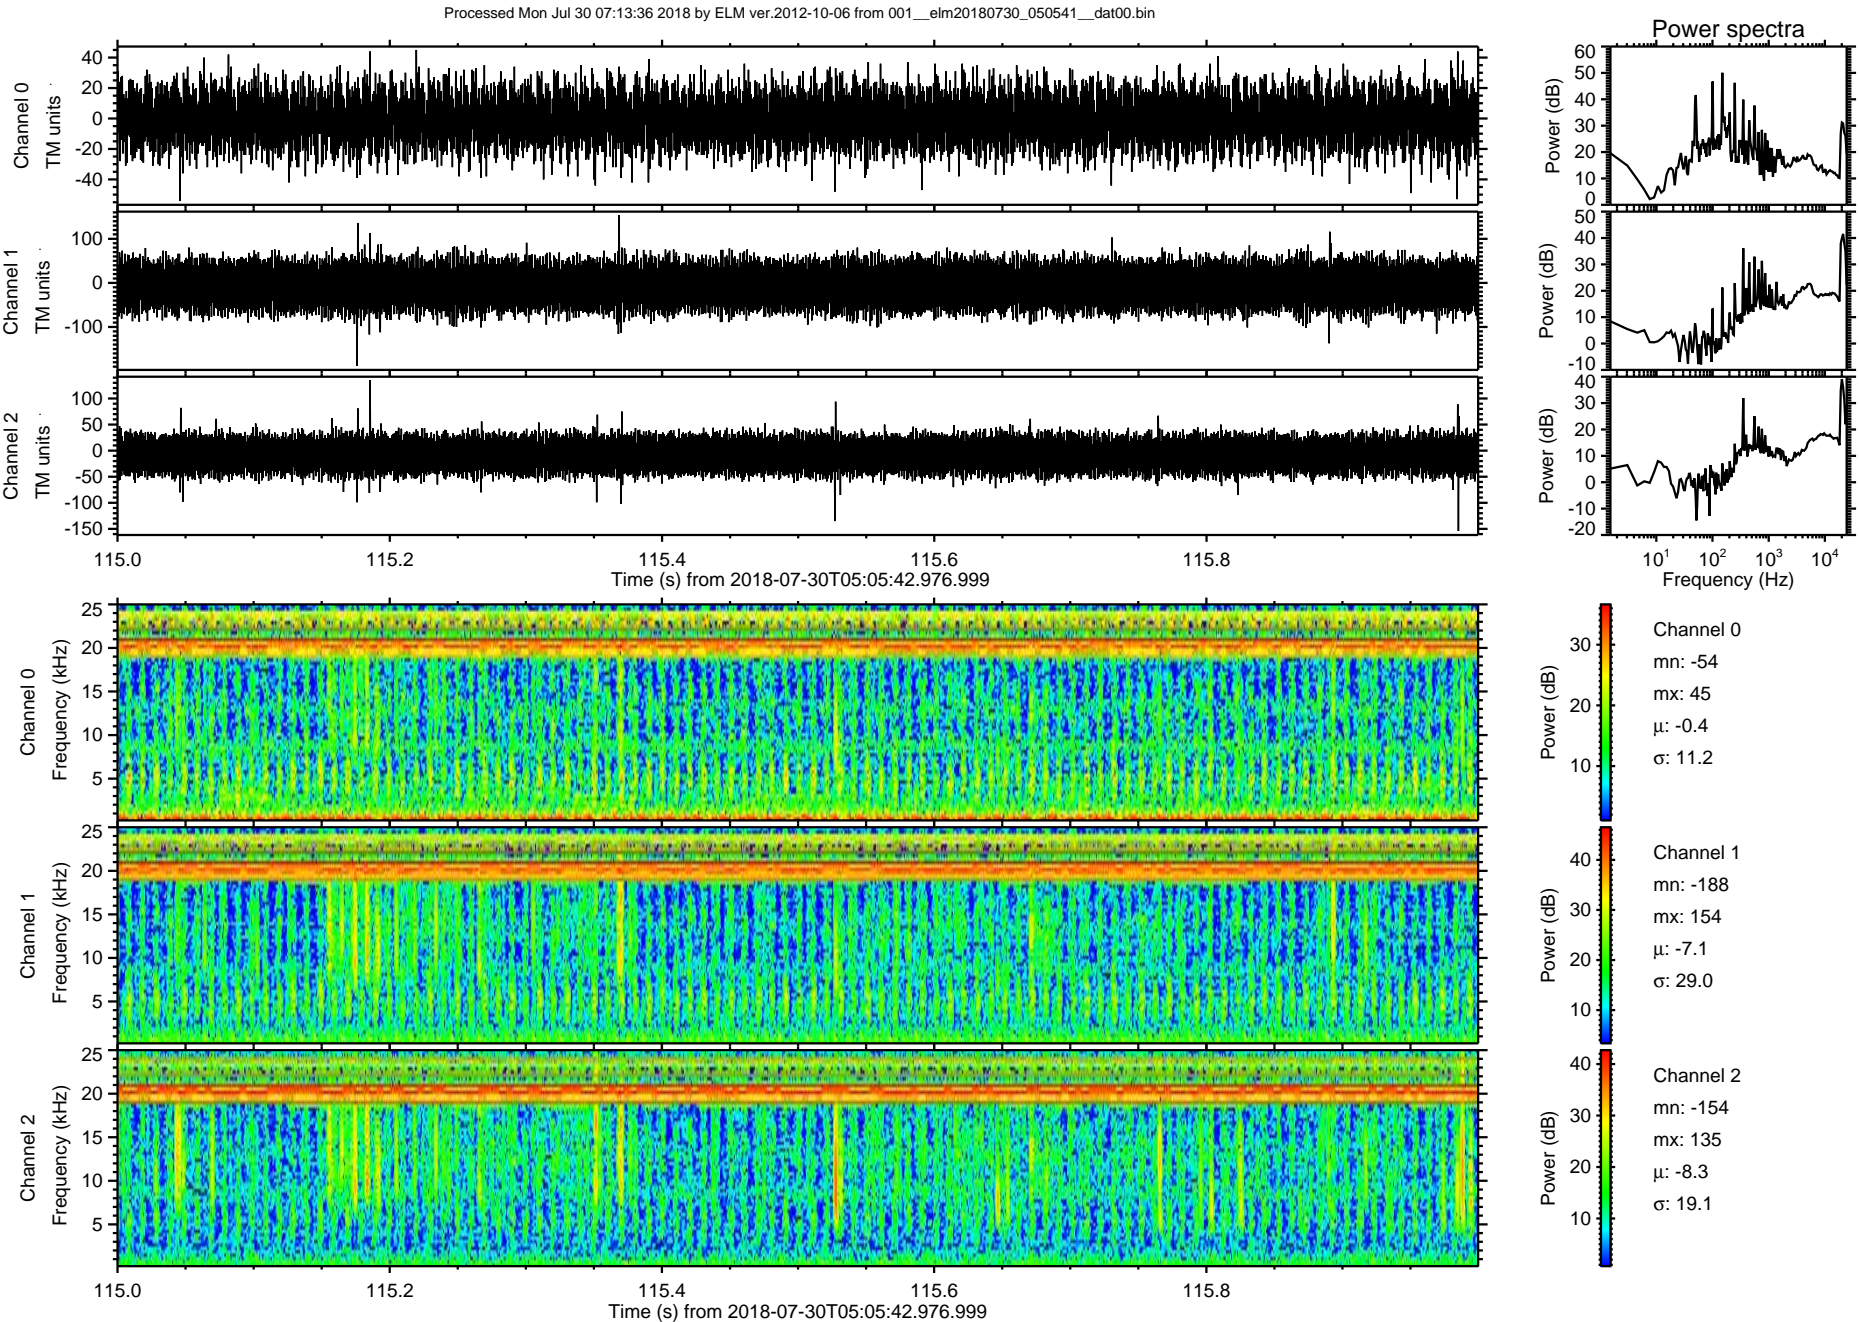 Processed Mon Jul 30 07:13:36 2018 by ELM ver.2012-10-06 from 001__elm20180730_050541__dat00.bin
Power spectra
Channel 0
TM units
40
20
0
-20
-40
Power (dB)
60
50
40
30
20
10
0
Channel 1
TM units
100
0
-100
Power (dB)
50
40
30
20
10
0
-10
Channel 2
TM units
100
50
0
-50
-100
-150
Power (dB)
40
30
20
10
0
-10
-20
115.0 115.2 115.4 115.6 115.8
Time (s) from 2018-07-30T05:05:42.976.999
10¹ 10² 10³ 10⁴
Frequency (Hz)
Channel 0
Frequency (kHz)
25
20
15
10
5
Power (dB)
30
20
10
Channel 0
mn: -54
mx: 45
μ: -0.4
σ: 11.2
Channel 1
Frequency (kHz)
25
20
15
10
5
Power (dB)
40
30
20
10
Channel 1
mn: -188
mx: 154
μ: -7.1
σ: 29.0
Channel 2
Frequency (kHz)
25
20
15
10
5
Power (dB)
40
30
20
10
Channel 2
mn: -154
mx: 135
μ: -8.3
σ: 19.1
115.0 115.2 115.4 115.6 115.8
Time (s) from 2018-07-30T05:05:42.976.999